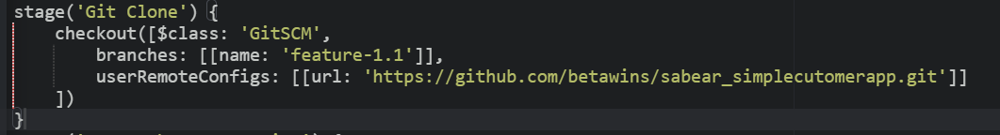 stage('Git Clone') {
    checkout([$class: 'GitSCM',
        branches: [[name: 'feature-1.1']],
        userRemoteConfigs: [[url: 'https://github.com/betawins/sabear_simplecutomerapp.git']]
    ])
}